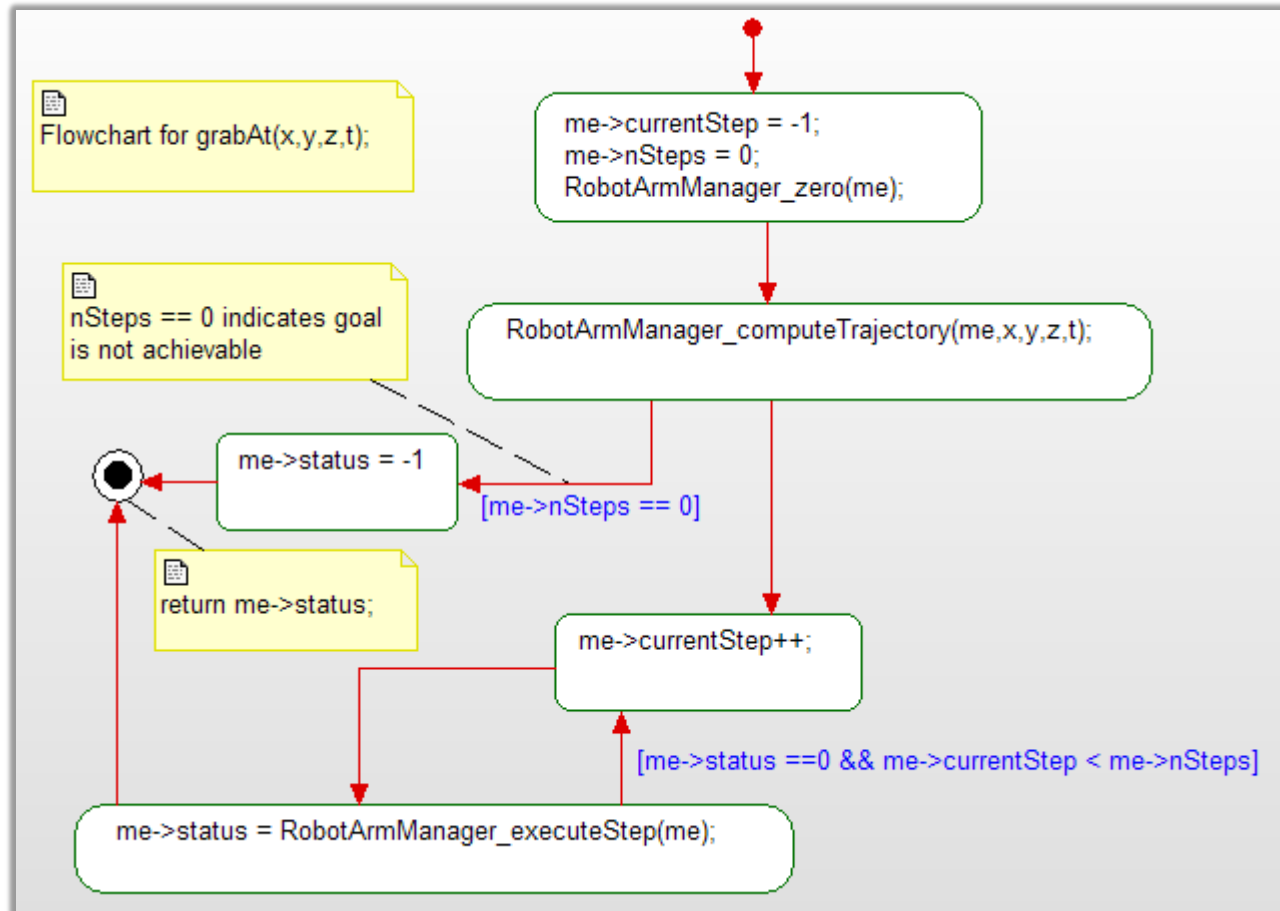 Flowchart for grabAt(x,y,z,t);
me->currentStep = -1;
me->nSteps = 0;
RobotArmManager_zero(me);
nSteps == 0 indicates goal
is not achievable
RobotArmManager_computeTrajectory(me,x,y,z,t);
me->status = -1
[me->nSteps == 0]
return me->status;
me->currentStep++;
[me->status ==0 && me->currentStep < me->nSteps]
me->status = RobotArmManager_executeStep(me);